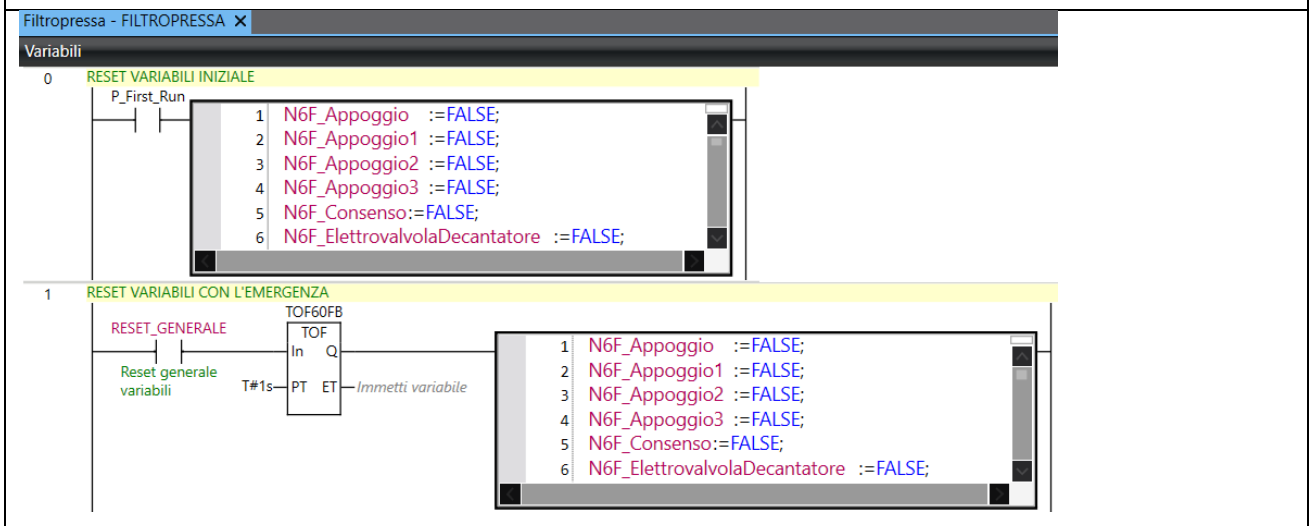 Filtropressa - FILTROPRESSA X
Variabili
0 RESET VARIABILI INIZIALE
P_First_Run
1 N6F_Appoggio :=FALSE;
2 N6F_Appoggio1 :=FALSE;
3 N6F_Appoggio2 :=FALSE;
4 N6F_Appoggio3 :=FALSE;
5 N6F_Consenso:=FALSE;
6 N6F_ElettrovalvolaDecantatore :=FALSE;
1 RESET VARIABILI CON L'EMERGENZA
TOF60FB
RESET_GENERALE TOF
In Q
Reset generale
variabili
T#1s PT ET Immetti variabile
1 N6F_Appoggio :=FALSE;
2 N6F_Appoggio1 :=FALSE;
3 N6F_Appoggio2 :=FALSE;
4 N6F_Appoggio3 :=FALSE;
5 N6F_Consenso:=FALSE;
6 N6F_ElettrovalvolaDecantatore :=FALSE;